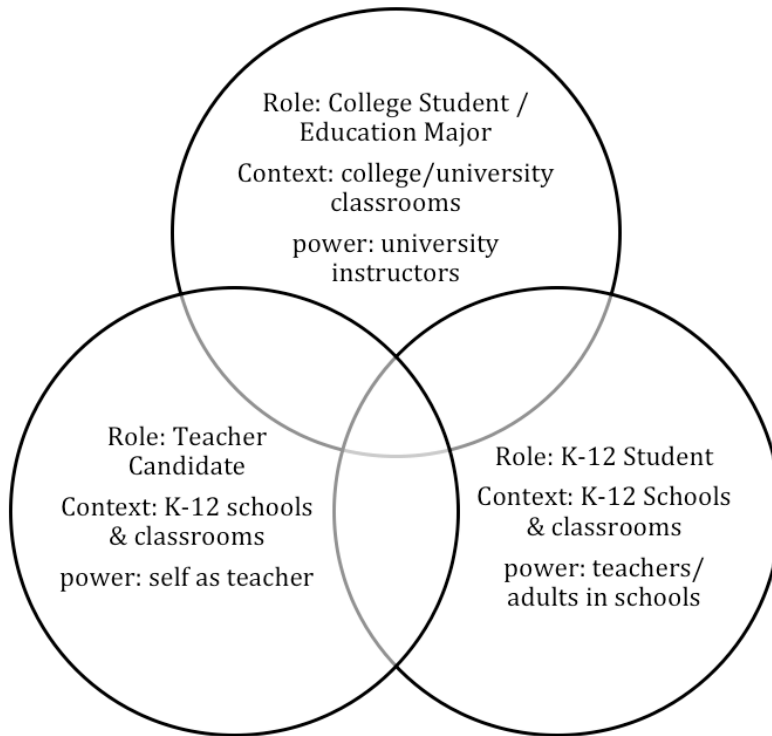 Role: College Student /
Education Major
Context: college/university
classrooms
power: university
instructors
Role: Teacher
Candidate
Context: K-12 schools
& classrooms
power: self as teacher
Role: K-12 Student
Context: K-12 Schools
& classrooms
power: teachers/
adults in schools